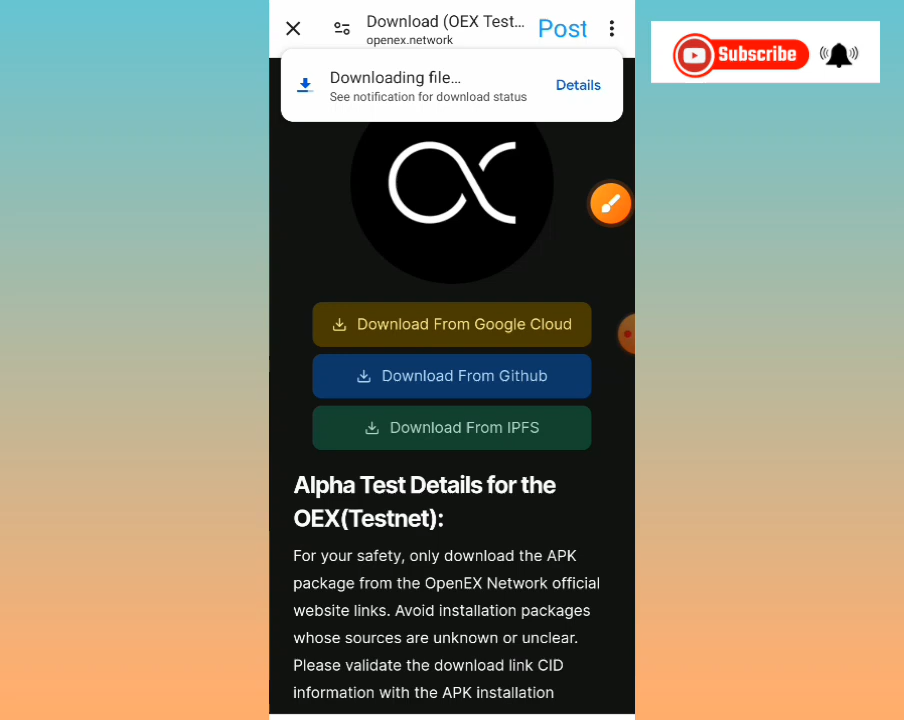 Download (OEX Test...
openex.network
Post
Subscribe
Downloading file...
See notification for download status
Details
Download From Google Cloud
Download From Github
Download From IPFS
Alpha Test Details for the
OEX(Testnet):
For your safety, only download the APK
package from the OpenEX Network official
website links. Avoid installation packages
whose sources are unknown or unclear.
Please validate the download link CID
information with the APK installation